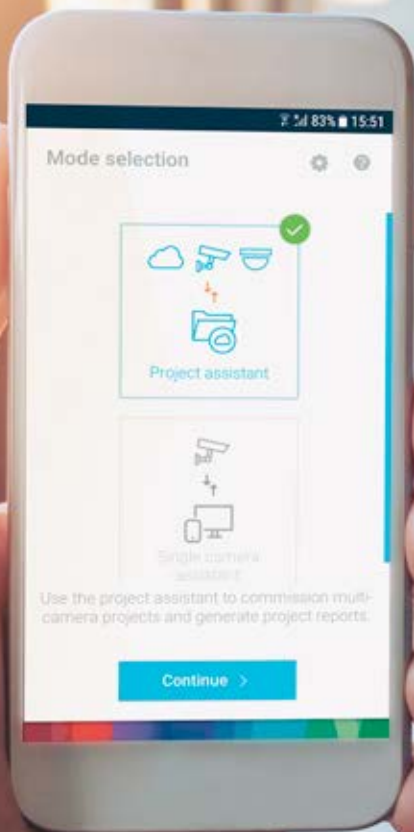 83% 15:51
Mode selection
Project assistant
Single camera
assistant
Use the project assistant to commission multi-
camera projects and generate project reports.
Continue >